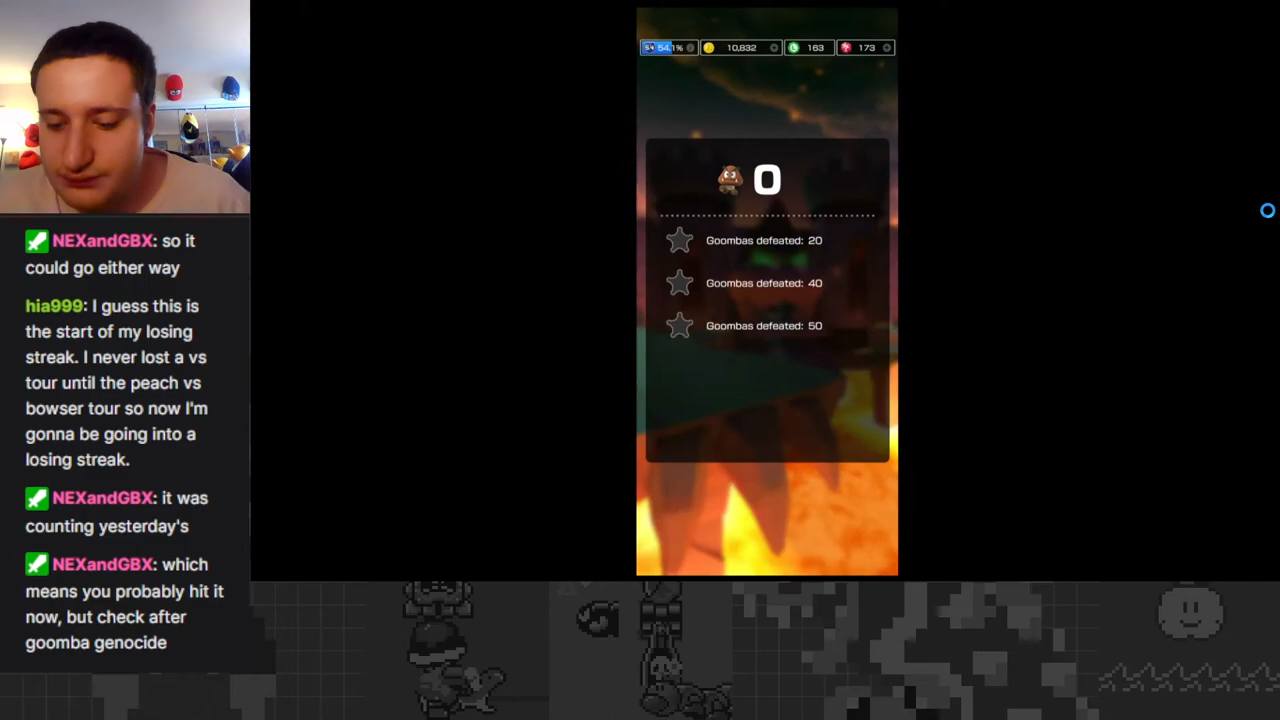 54.1%
10,832
163
173
0
Goombas defeated: 20
Goombas defeated: 40
Goombas defeated: 50
NEXandGBX: so it
could go either way
hia999: I guess this is
the start of my losing
streak. I never lost a vs
tour until the peach vs
bowser tour so now I'm
gonna be going into a
losing streak.
NEXandGBX: it was
counting yesterday's
NEXandGBX: which
means you probably hit it
now, but check after
goomba genocide